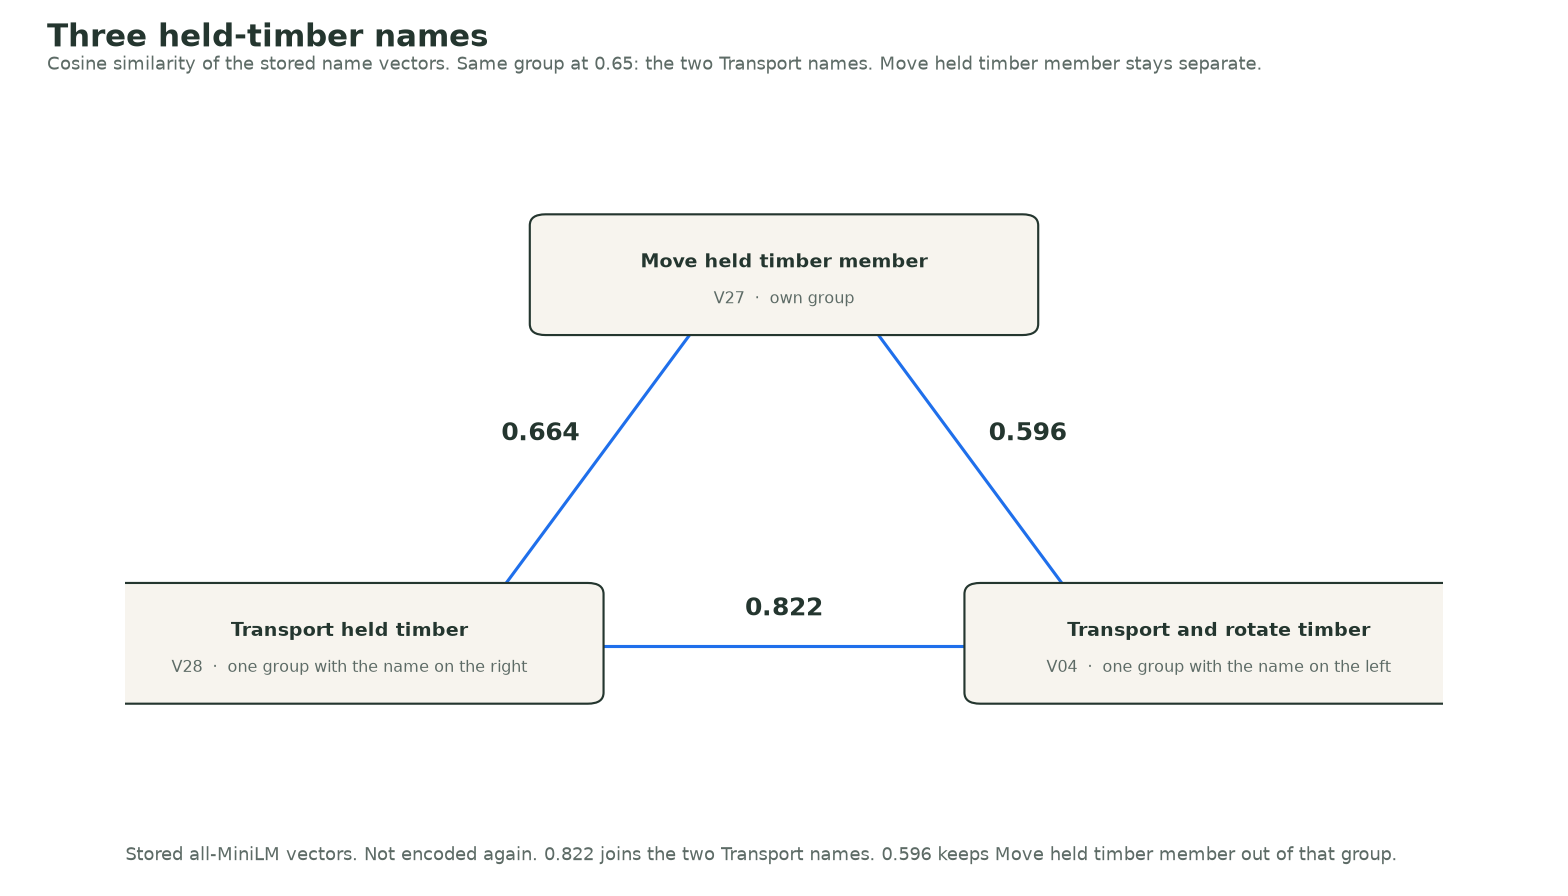 Three held-timber names
Cosine similarity of the stored name vectors. Same group at 0.65: the two Transport names. Move held timber member stays separate.
Move held timber member
V27 · own group
0.664
0.596
0.822
Transport held timber
V28 · one group with the name on the right
Transport and rotate timber
V04 · one group with the name on the left
Stored all-MiniLM vectors. Not encoded again. 0.822 joins the two Transport names. 0.596 keeps Move held timber member out of that group.